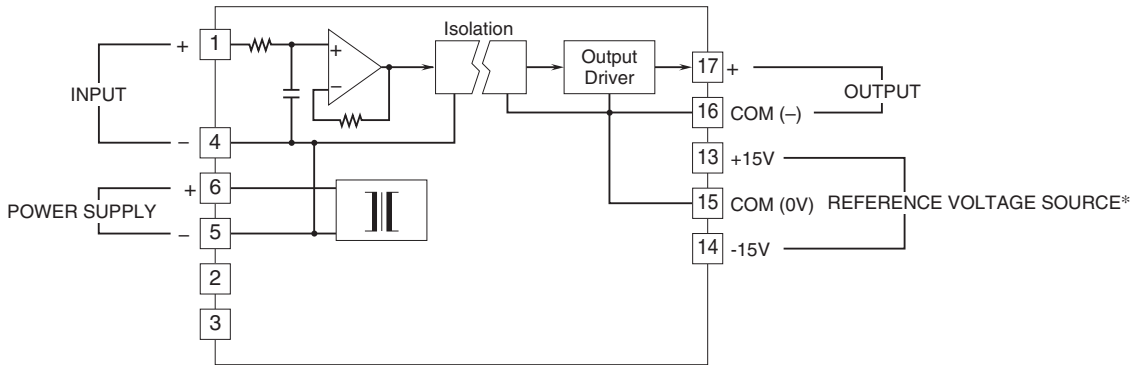 Isolation
+ 1 + 17 +
Output
Driver
INPUT − OUTPUT
16 COM (–)
− 4 13 +15V
+ 6
POWER SUPPLY 15 COM (0V) REFERENCE VOLTAGE SOURCE*
− 5 14 -15V
2
3